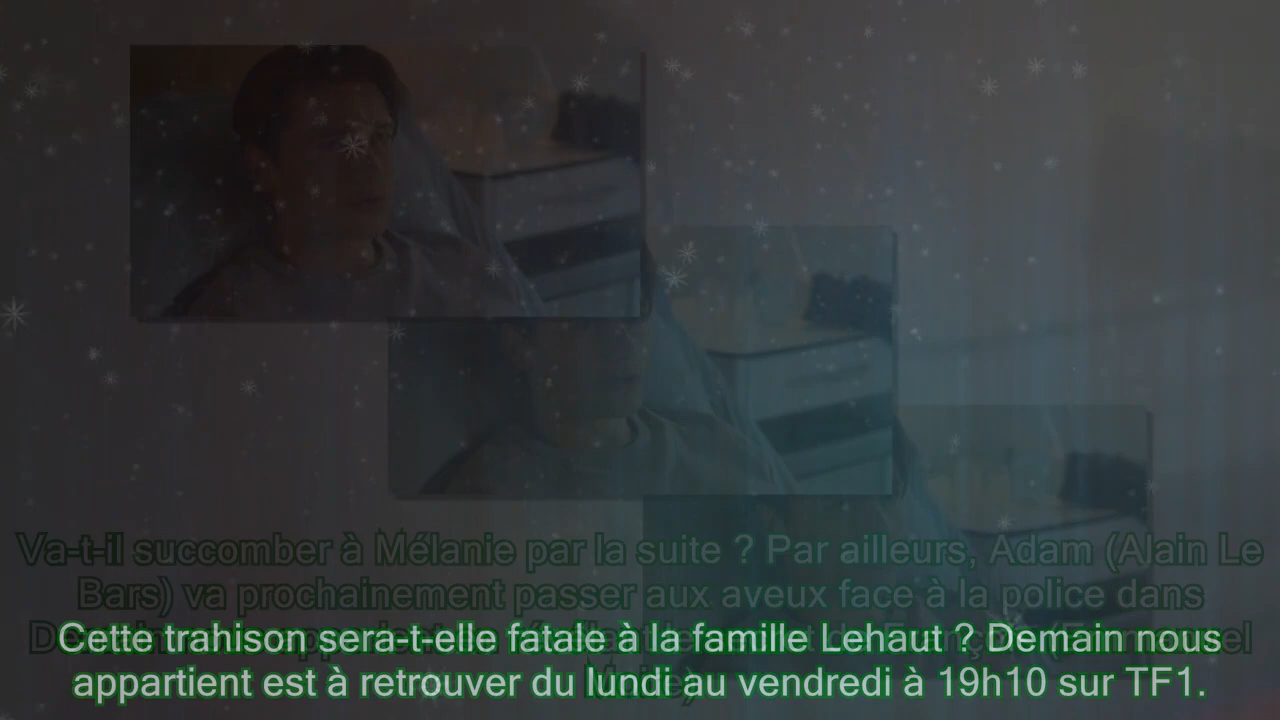 Va-t-il succomber à Mélanie par la suite ? Par ailleurs, Adam (Alain Le
Bars) va prochainement passer aux aveux face à la police dans
Cette trahison sera-t-elle fatale à la famille Lehaut ? Demain nous
appartient est à retrouver du lundi au vendredi à 19h10 sur TF1.